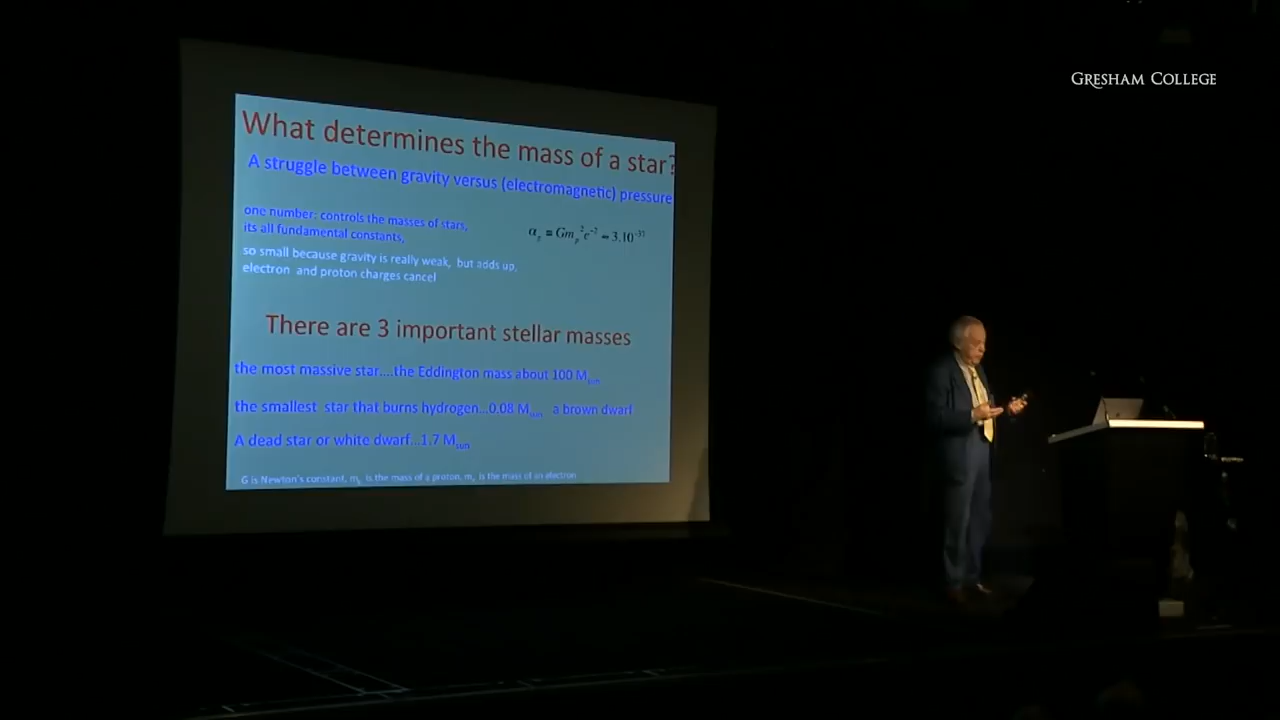 GRESHAM COLLEGE
What determines the mass of a star?
A struggle between gravity versus (electromagnetic) pressure
one number: controls the masses of stars,
its all fundamental constants,
so small because gravity is really weak, but adds up,
electron and proton charges cancel
There are 3 important stellar masses
the most massive star....the Eddington mass about 100 Msun
the smallest star that burns hydrogen...0.08 Msun a brown dwarf
A dead star or white dwarf...1.7 Msun
G is Newton's constant, m is the mass of a proton, m is the mass of an electron